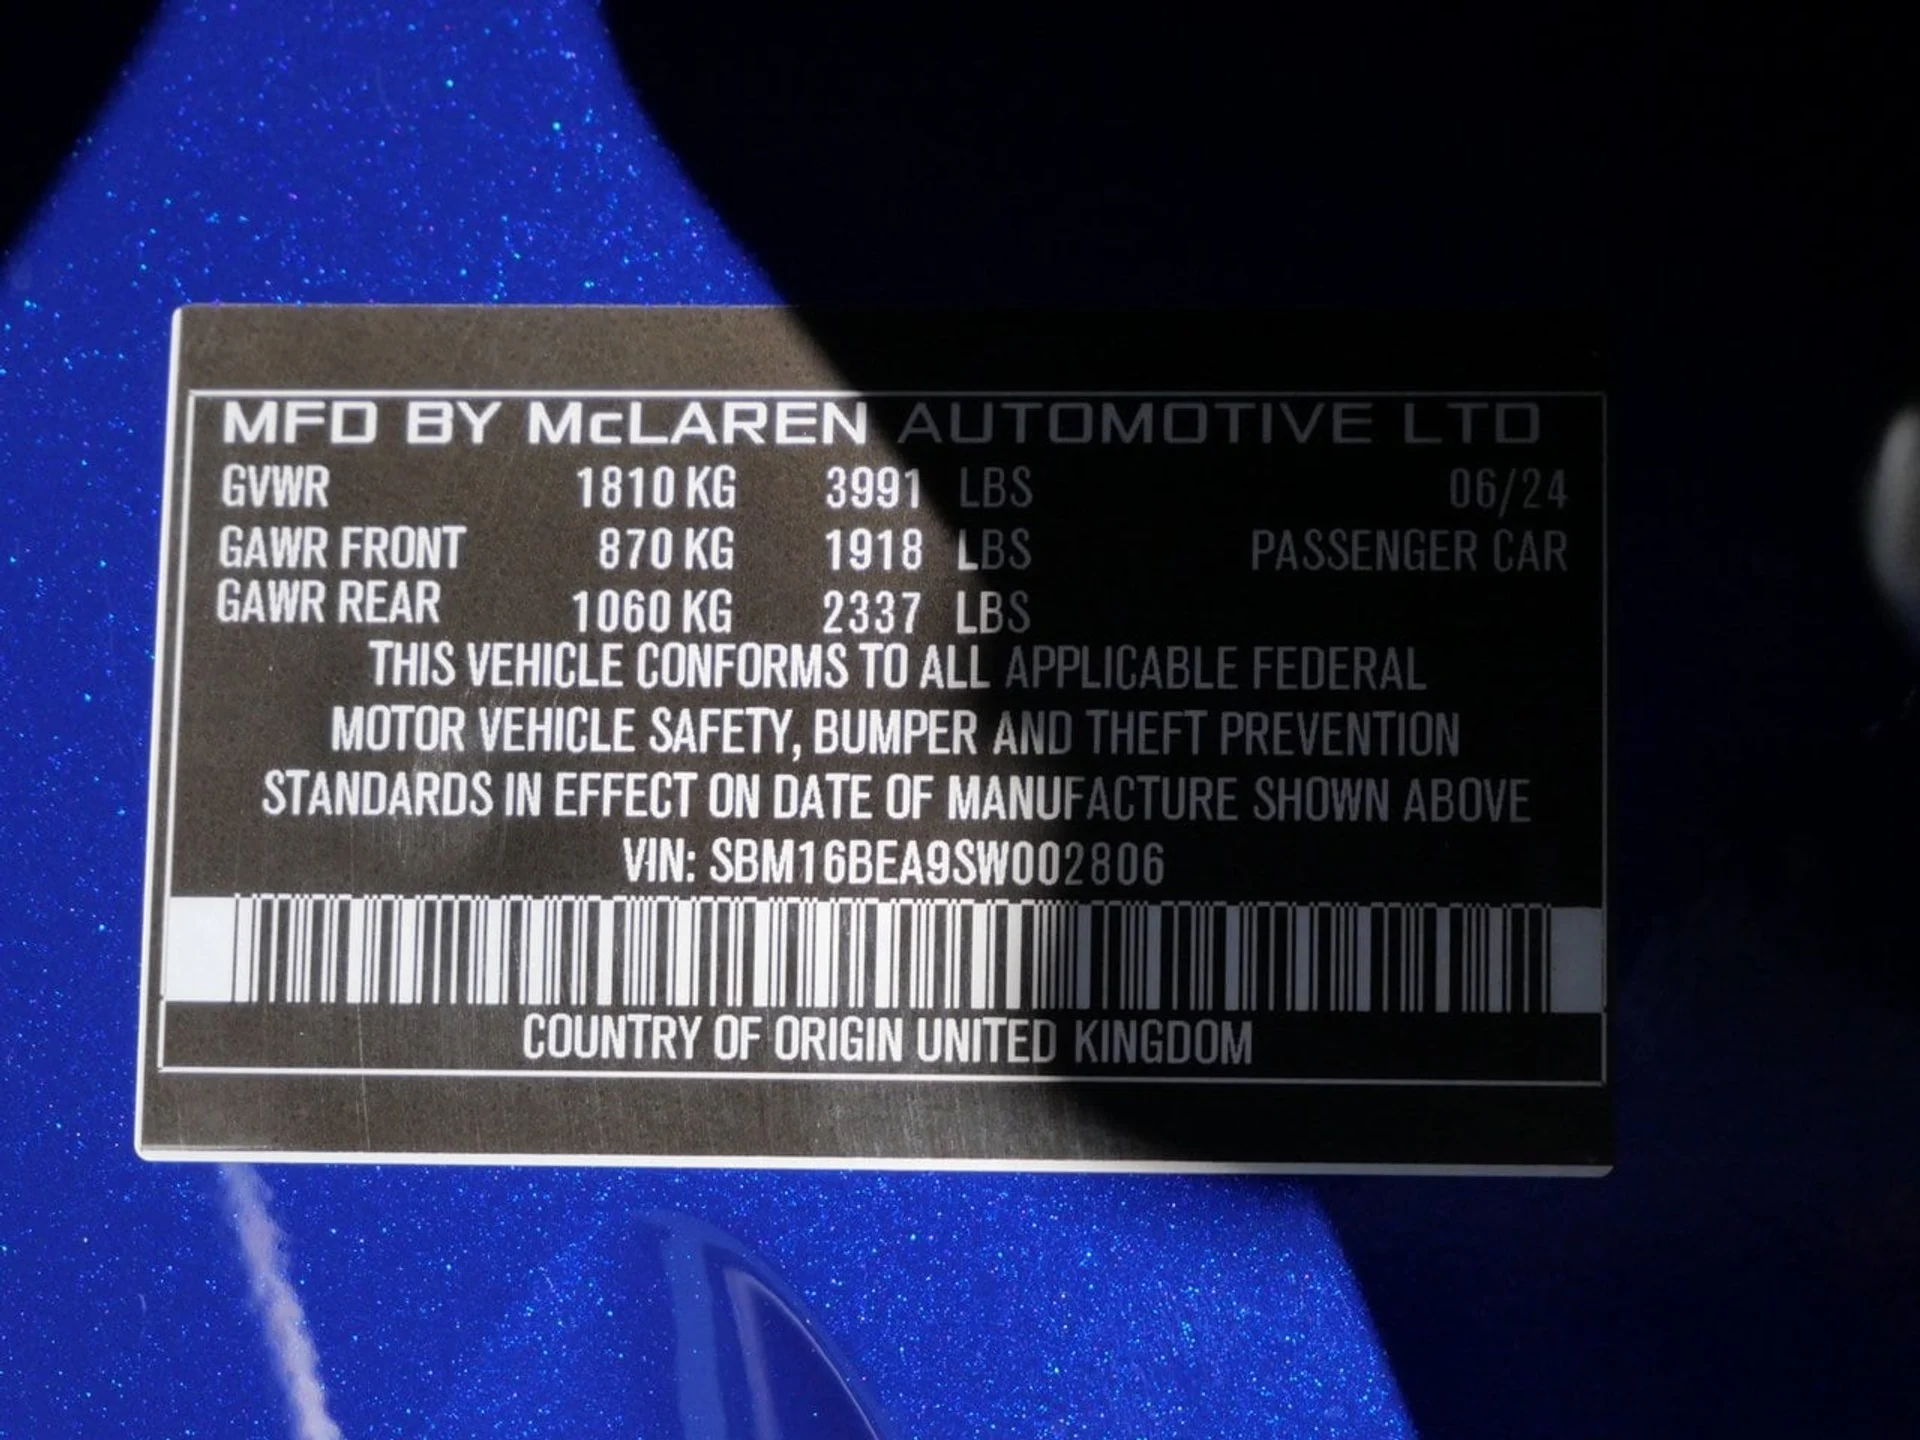 MFD BY McLAREN AUTOMOTIVE LTD
GVWR 1810 KG 3991 LBS 06/24
GAWR FRONT 870 KG 1918 LBS PASSENGER CAR
GAWR REAR 1060 KG 2337 LBS
THIS VEHICLE CONFORMS TO ALL APPLICABLE FEDERAL
MOTOR VEHICLE SAFETY, BUMPER AND THEFT PREVENTION
STANDARDS IN EFFECT ON DATE OF MANUFACTURE SHOWN ABOVE
VIN: SBM16BEA9SW002806
COUNTRY OF ORIGIN UNITED KINGDOM